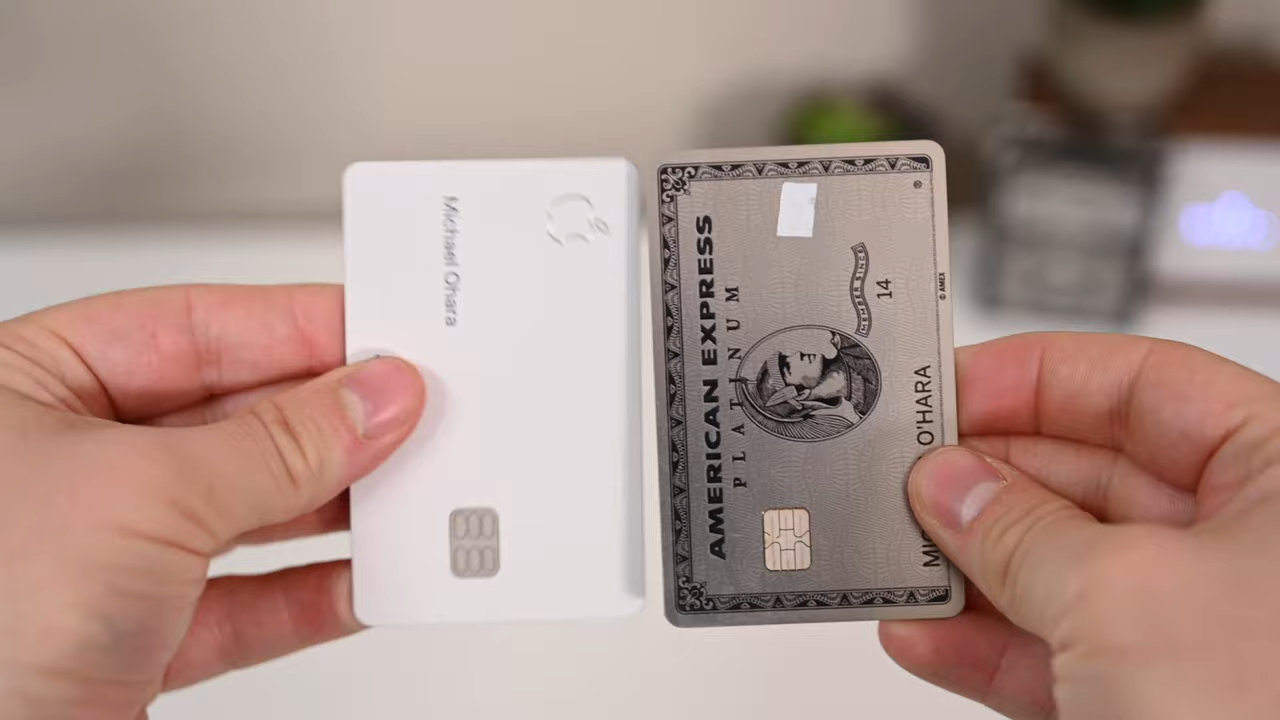 Michael Ohara
AMERICAN EXPRESS
PLATINUM
MEMBER SINCE
14
O'HARA
® 
© AMEX